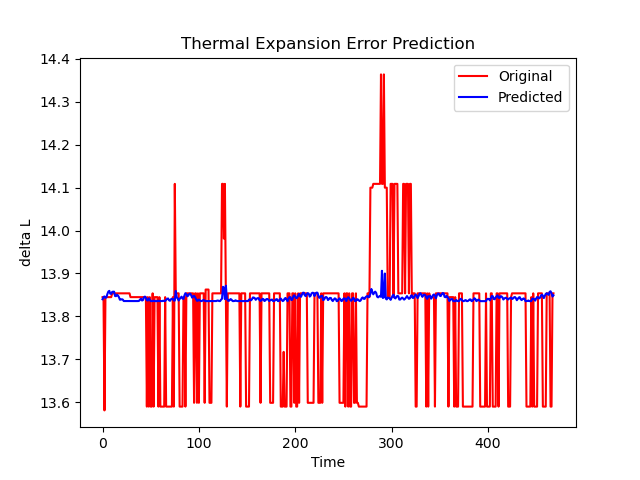 Thermal Expansion Error Prediction
14.4
14.3
14.2
14.1
14.0
13.9
13.8
13.7
13.6
delta L
Original
Predicted
0 100 200 300 400
Time